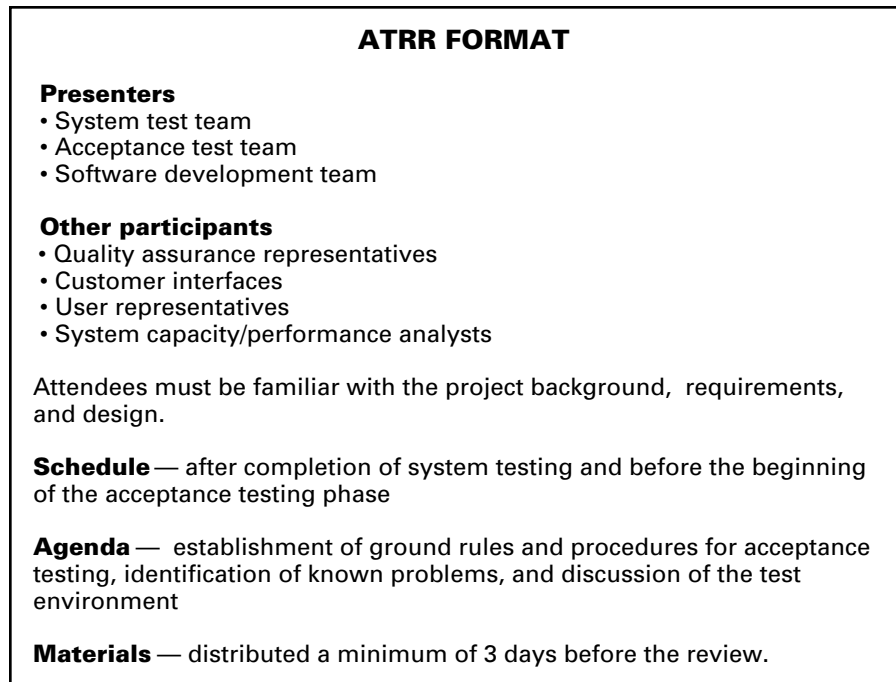 ATRR FORMAT
Presenters
• System test team
• Acceptance test team
• Software development team
Other participants
• Quality assurance representatives
• Customer interfaces
• User representatives
• System capacity/performance analysts
Attendees must be familiar with the project background, requirements,
and design.
Schedule — after completion of system testing and before the beginning
of the acceptance testing phase
Agenda — establishment of ground rules and procedures for acceptance
testing, identification of known problems, and discussion of the test
environment
Materials — distributed a minimum of 3 days before the review.